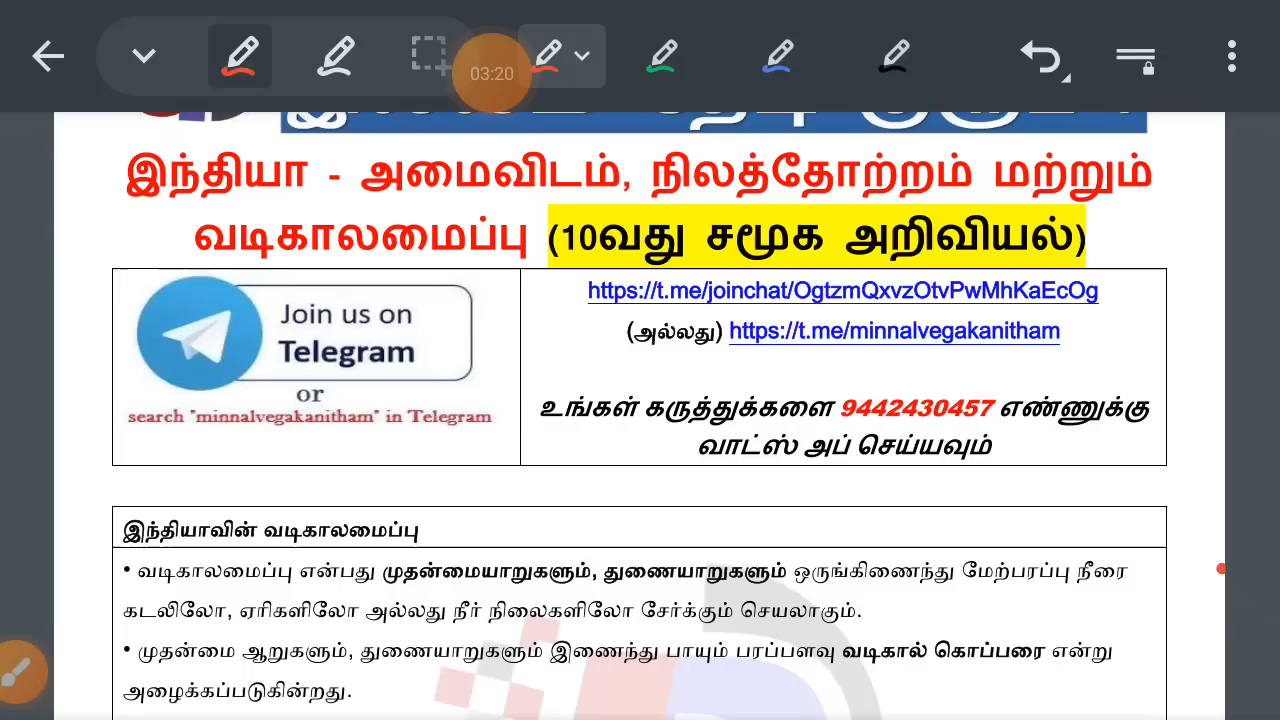 03:20
இந்தியா - அமைவிடம், நிலத்தோற்றம் மற்றும்
வடிகாலமைப்பு (10வது சமூக அறிவியல்)
Join us on
Telegram
or
search "minnalvegakanitham" in Telegram
https://t.me/joinchat/OgtzmQxvzOtvPwMhKaEcOg
(அல்லது) https://t.me/minnalvegakanitham
உங்கள் கருத்துக்களை 9442430457 எண்ணுக்கு
வாட்ஸ் அப் செய்யவும்
இந்தியாவின் வடிகாலமைப்பு
• வடிகாலமைப்பு என்பது முதன்மையாறுகளும், துணையாறுகளும் ஒருங்கிணைந்து மேற்பரப்பு நீரை
கடலிலோ, ஏரிகளிலோ அல்லது நீர் நிலைகளிலோ சேர்க்கும் செயலாகும்.
• முதன்மை ஆறுகளும், துணையாறுகளும் இணைந்து பாயும் பரப்பளவு வடிகால் கொப்பரை என்று
அழைக்கப்படுகின்றது.